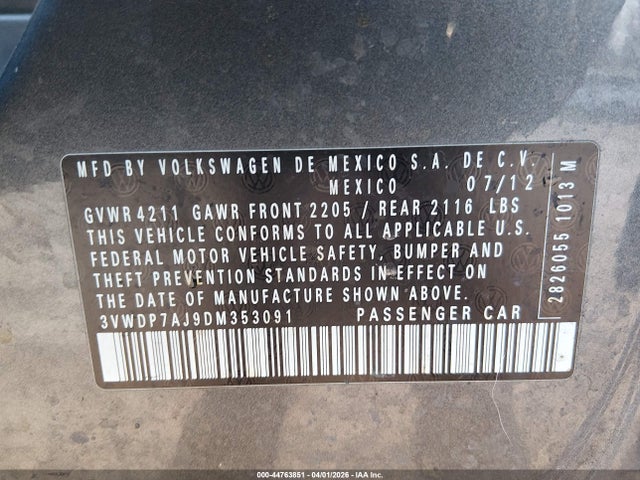 MFD BY VOLKSWAGEN DE MEXICO S.A. DE C.V.
MEXICO 07/12
GVWR 4211 GAWR FRONT 2205 / REAR 2116 LBS
THIS VEHICLE CONFORMS TO ALL APPLICABLE U.S.
FEDERAL MOTOR VEHICLE SAFETY, BUMPER AND
THEFT PREVENTION STANDARDS IN EFFECT ON
THE DATE OF MANUFACTURE SHOWN ABOVE.
3VWDP7AJ9DM353091 PASSENGER CAR
2826055 1013 M
000-44763851 - 04/01/2026 - IAA Inc.